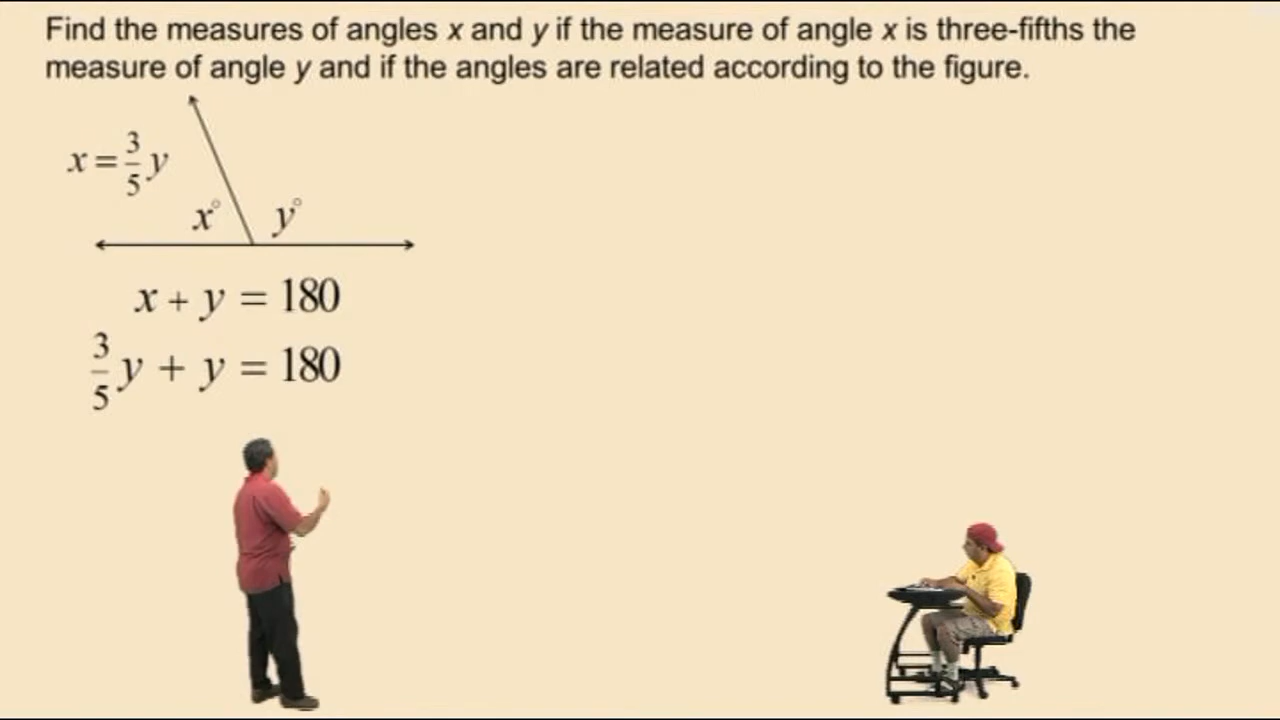 Find the measures of angles x and y if the measure of angle x is three-fifths the
measure of angle y and if the angles are related according to the figure.
x = 3/5 y
x° y°
x + y = 180
3/5 y + y = 180